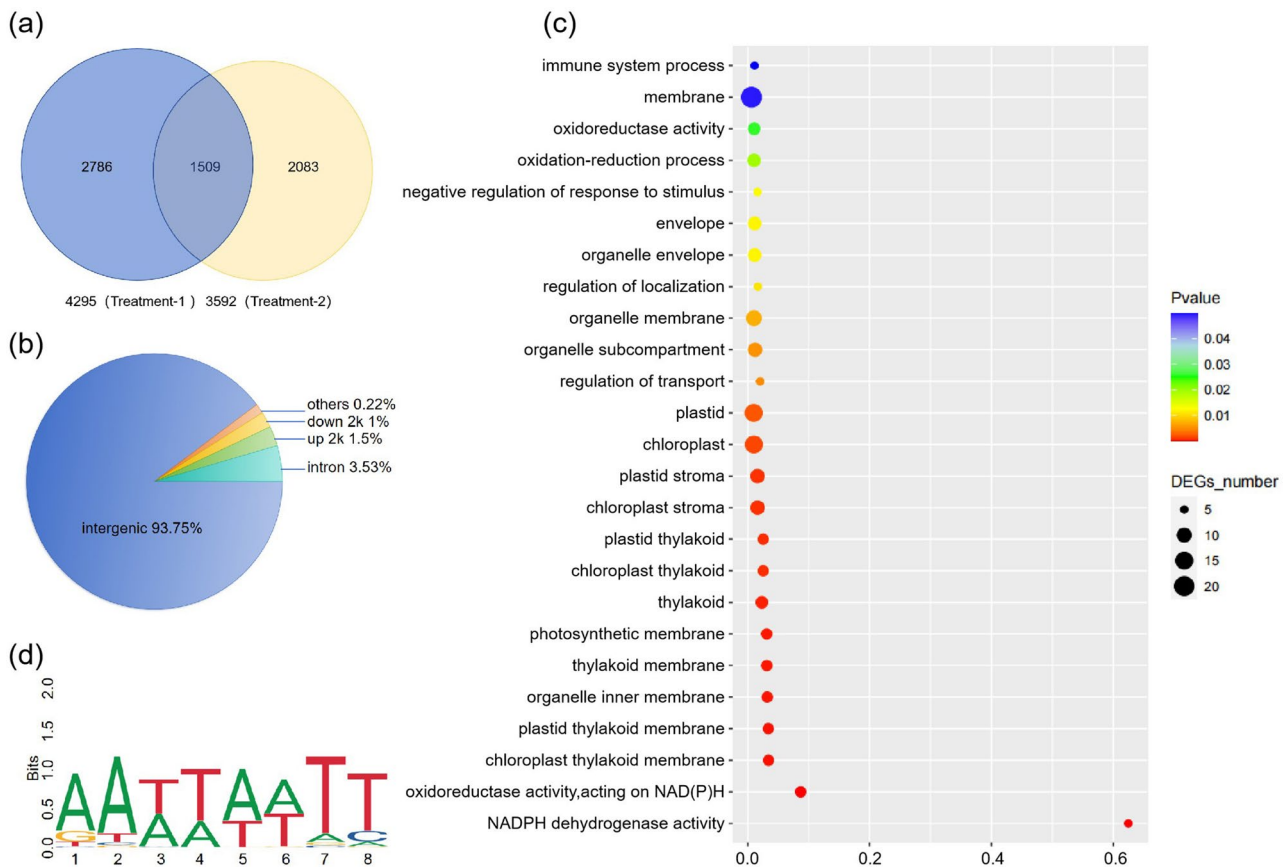 (a)
2786
1509
2083
4295 (Treatment-1) 3592 (Treatment-2)
(b)
others 0.22%
down 2k 1%
up 2k 1.5%
intron 3.53%
intergenic 93.75%
(c)
immune system process
membrane
oxidoreductase activity
oxidation-reduction process
negative regulation of response to stimulus
envelope
organelle envelope
regulation of localization
organelle membrane
organelle subcompartment
regulation of transport
plastid
chloroplast
plastid stroma
chloroplast stroma
plastid thylakoid
chloroplast thylakoid
thylakoid
photosynthetic membrane
thylakoid membrane
organelle inner membrane
plastid thylakoid membrane
chloroplast thylakoid membrane
oxidoreductase activity,acting on NAD(P)H
NADPH dehydrogenase activity
0.0 0.2 0.4 0.6
Pvalue
0.04
0.03
0.02
0.01
DEGs_number
5
10
15
20
(d)
2.0
1.5
1.0
0.5
0.0
Bits
A A T T A A T T
G T A A T T A C
1 2 3 4 5 6 7 8